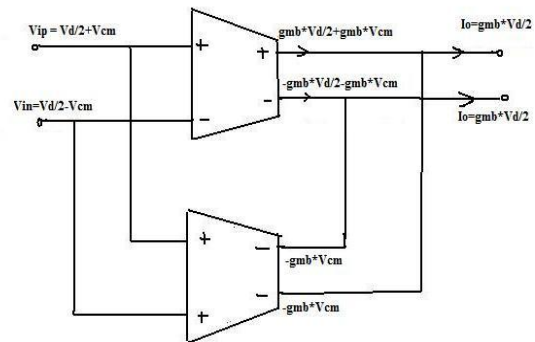 Vip = Vd/2+Vcm
gmb*Vd/2+gmb*Vcm
Io=gmb*Vd/2
+
+
-gmb*Vd/2-gmb*Vcm
Vin=Vd/2-Vcm
−
−
Io=gmb*Vd/2
+
−
-gmb*Vcm
−
+
-gmb*Vcm